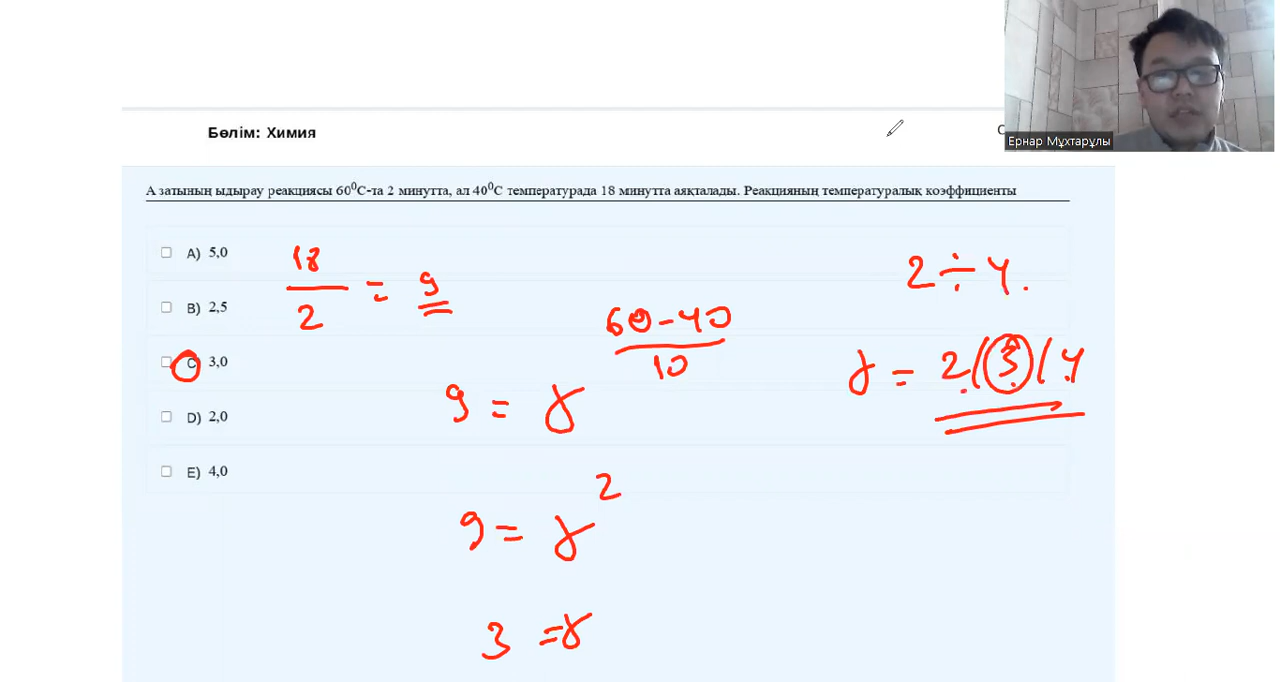 Ернар Мұхтарұлы
Бөлім: Химия
А затының ыдырау реакциясы 60⁰С-та 2 минутта, ал 40⁰С температурада 18 минутта аяқталады. Реакцияның температуралық коэффициенты
A) 5,0
B) 2,5
C) 3,0
D) 2,0
E) 4,0
18/2 = 9
9 = γ^(60-40)/10
9 = γ²
3 = γ
2 ÷ 4.
γ = 2/3/4